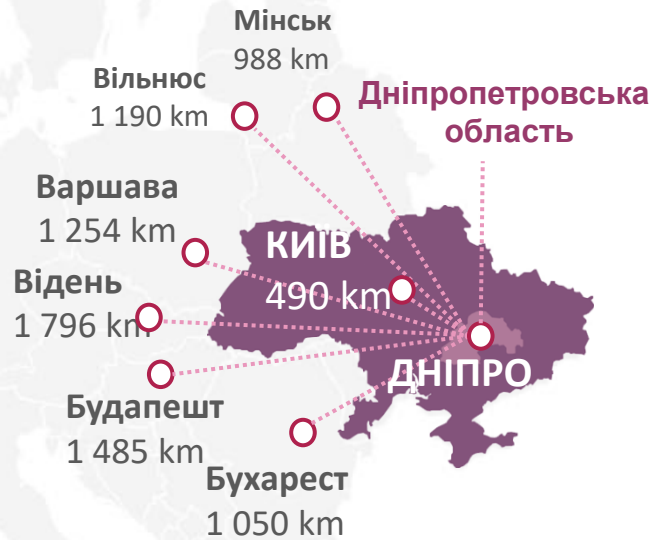 Мінськ
988 km
Вільнюс
1 190 km
Дніпропетровська
область
Варшава
1 254 km
КИЇВ
490 km
Відень
1 796 km
ДНІПРО
Будапешт
1 485 km
Бухарест
1 050 km